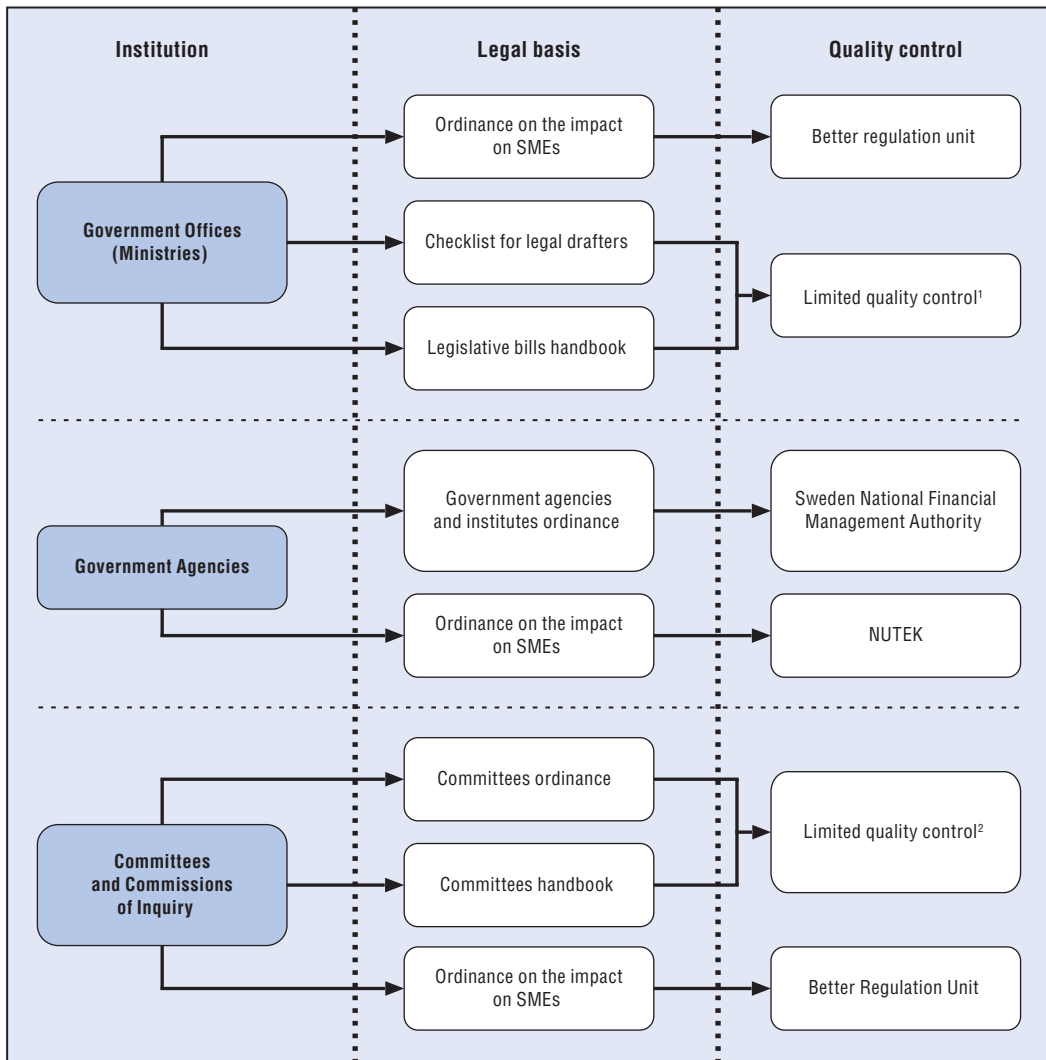 Institution
Legal basis
Quality control
Ordinance on the impact
on SMEs
Better regulation unit
Government Offices
(Ministries)
Checklist for legal drafters
Limited quality control¹
Legislative bills handbook
Government agencies
and institutes ordinance
Sweden National Financial
Management Authority
Government Agencies
Ordinance on the impact
on SMEs
NUTEK
Committees ordinance
Limited quality control²
Committees
and Commissions
of Inquiry
Committees handbook
Ordinance on the impact
on SMEs
Better Regulation Unit